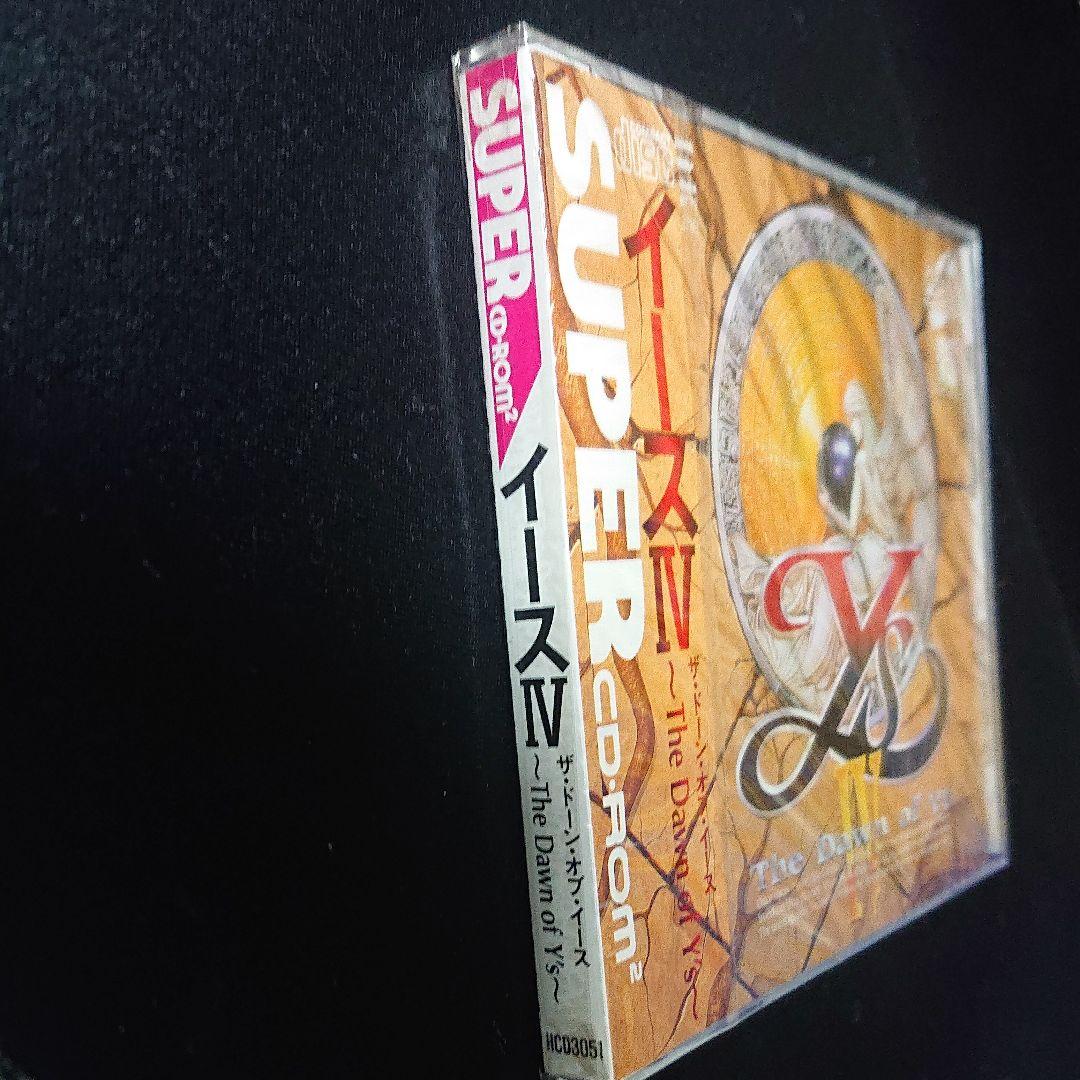 SUPER CD-ROM²
イースIV
ザ・ドーン・オブ・イース
～The Dawn of Y's～
HCD3051
SUPER CD•ROM²
イースIV
ザ・ドーン・オブ・イース
～The Dawn of Y's～
Ys
IV
The Dawn of Ys